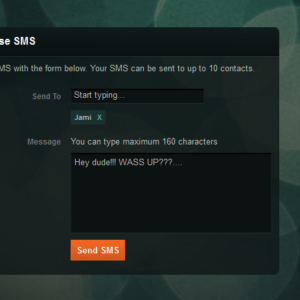 se SMS
MS with the form below. Your SMS can be sent to up to 10 contacts.
Send To
Start typing...
Jami X
Message
You can type maximum 160 characters
Hey dude!!! WASS UP???....
Send SMS